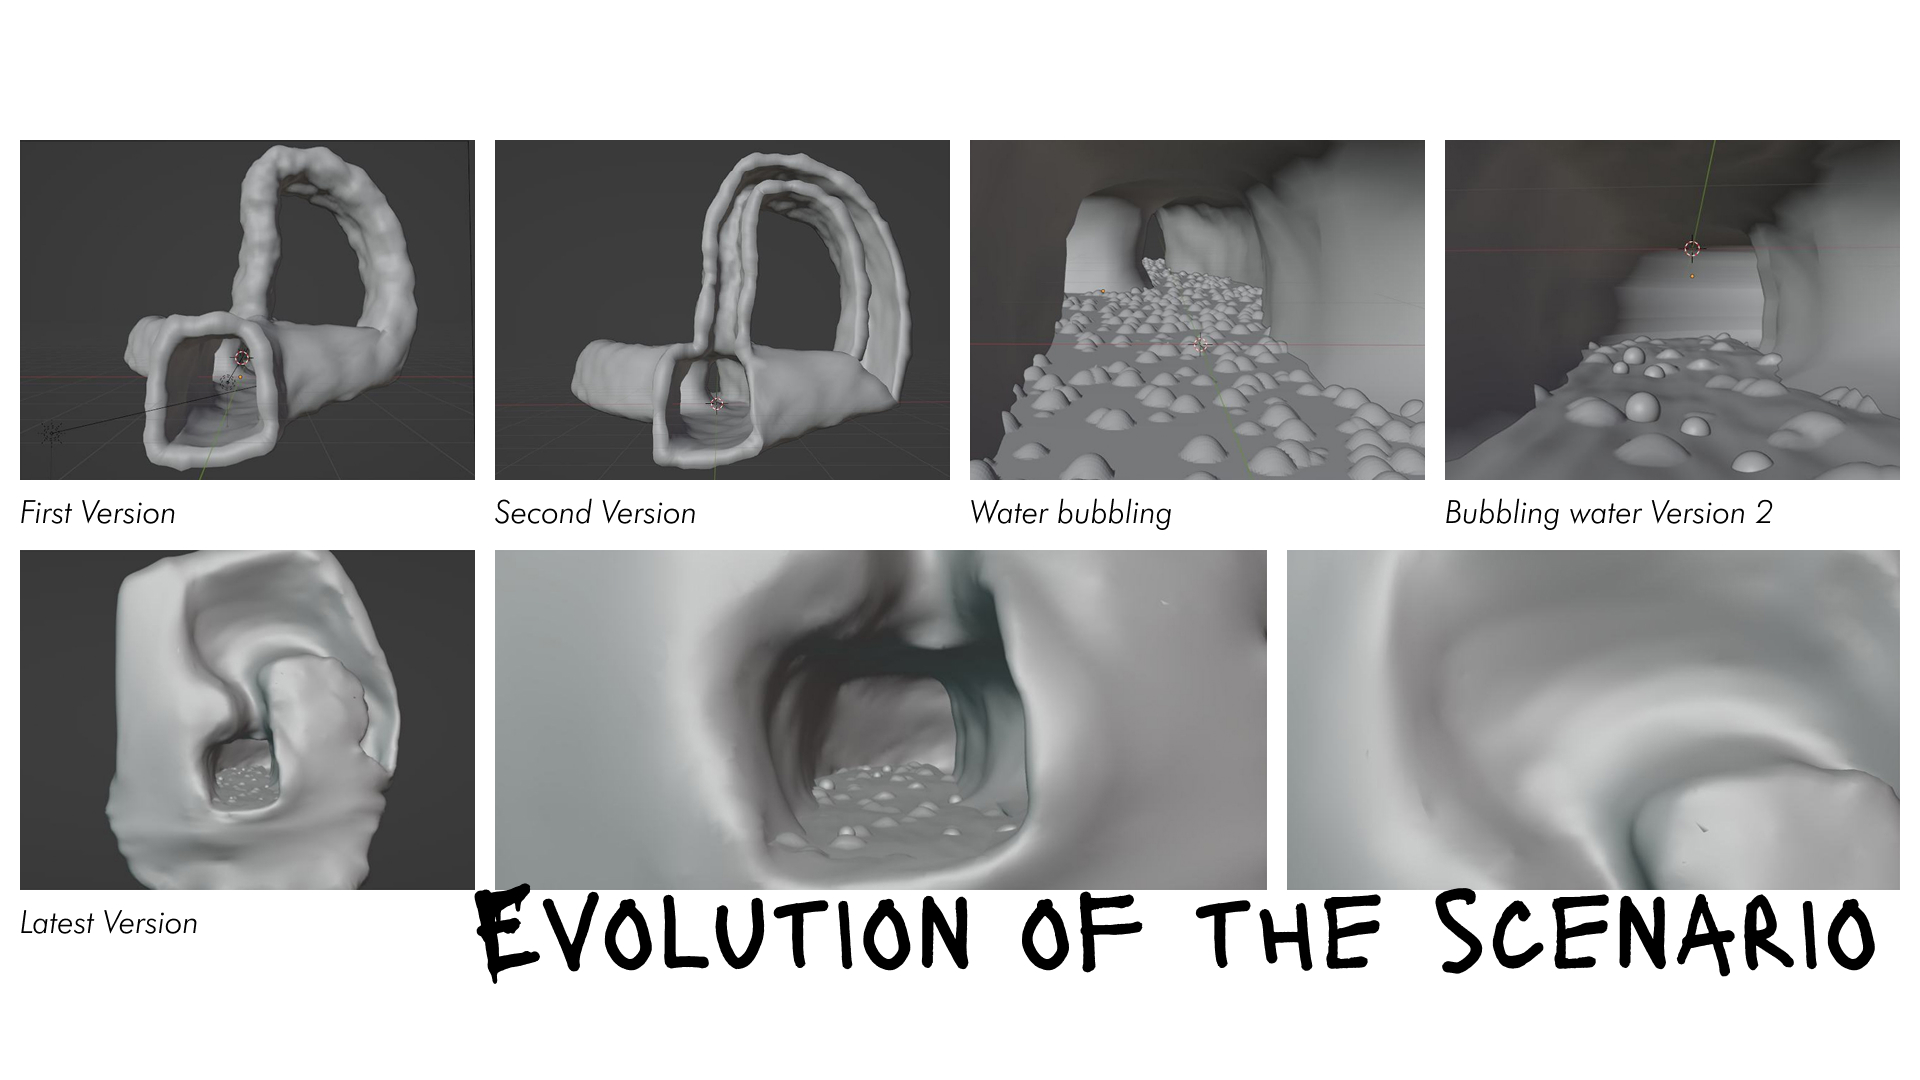 First Version
Second Version
Water bubbling
Bubbling water Version 2
Latest Version
EVOLUTION OF THE SCENARIO